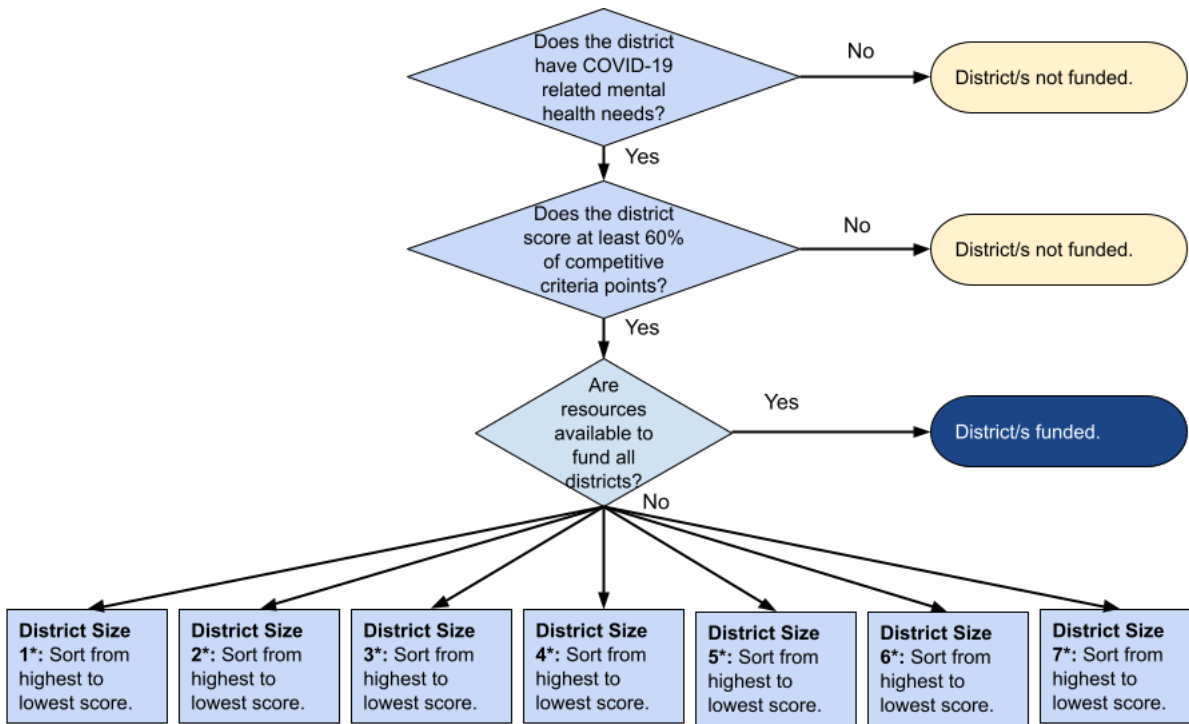 Does the district
have COVID-19
related mental
health needs?
No
District/s not funded.
Yes
Does the district
score at least 60%
of competitive
criteria points?
No
District/s not funded.
Yes
Are
resources
available to
fund all
districts?
Yes
District/s funded.
No
District Size
1*: Sort from
highest to
lowest score.
District Size
2*: Sort from
highest to
lowest score.
District Size
3*: Sort from
highest to
lowest score.
District Size
4*: Sort from
highest to
lowest score.
District Size
5*: Sort from
highest to
lowest score.
District Size
6*: Sort from
highest to
lowest score.
District Size
7*: Sort from
highest to
lowest score.